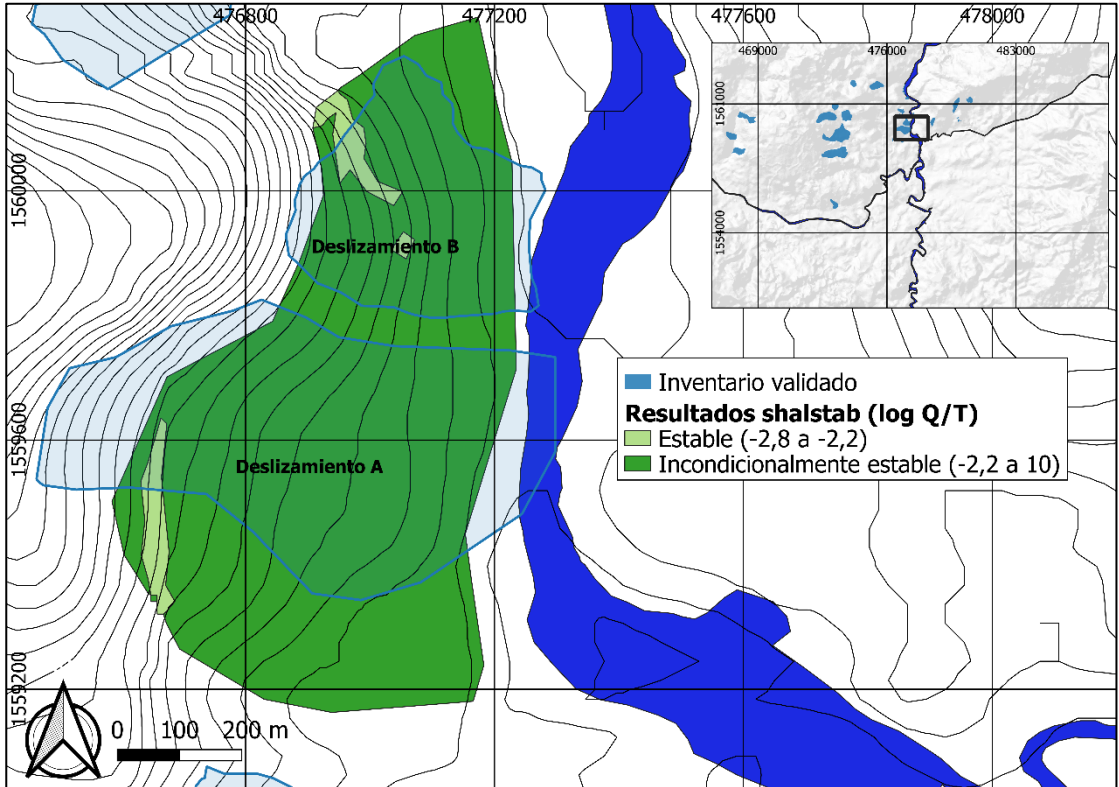 476800
477200
477600
478000
469000
476000
483000
1561000
1554000
1560000
Deslizamiento B
Inventario validado
Resultados shalstab (log Q/T)
Estable (-2,8 a -2,2)
Incondicionalmente estable (-2,2 a 10)
1559600
Deslizamiento A
1559200
0 100 200 m